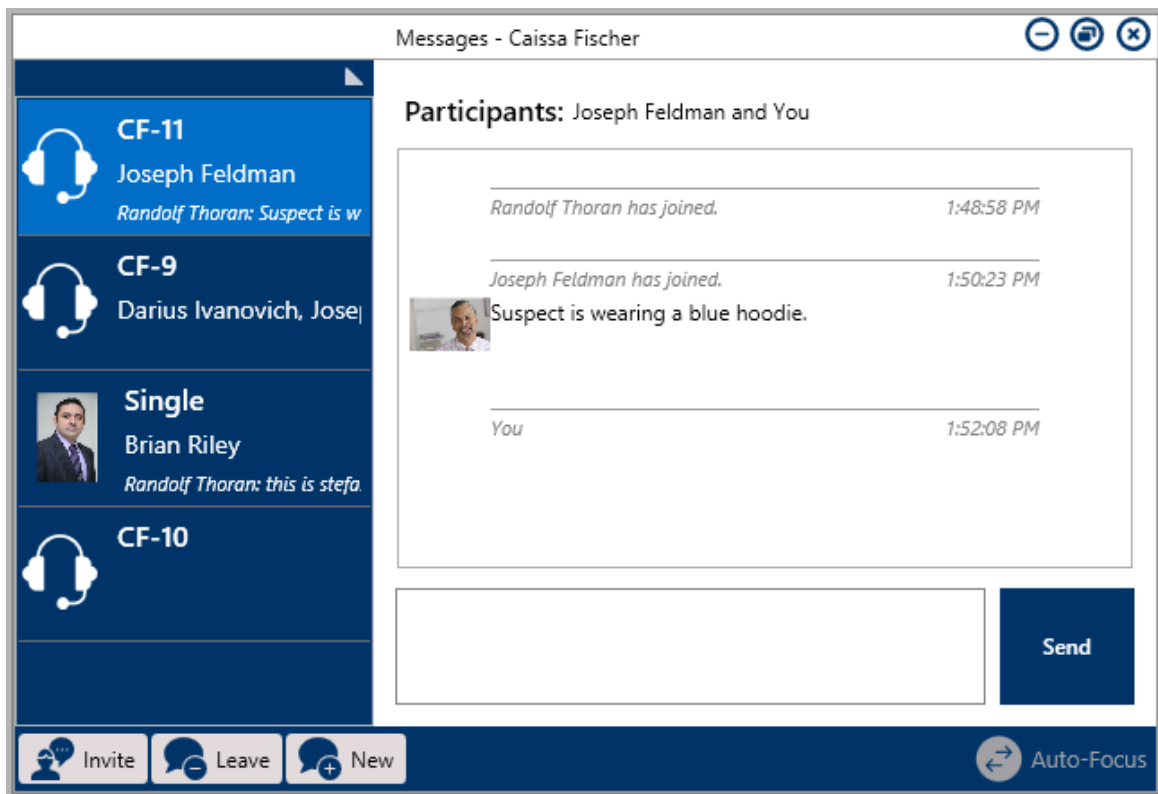 Messages - Caissa Fischer
CF-11
Joseph Feldman
Randolf Thoran: Suspect is w
CF-9
Darius Ivanovich, Josep
Single
Brian Riley
Randolf Thoran: this is stefa.
CF-10
Participants: Joseph Feldman and You
Randolf Thoran has joined. 1:48:58 PM
Joseph Feldman has joined. 1:50:23 PM
Suspect is wearing a blue hoodie.
You 1:52:08 PM
Send
Invite Leave New Auto-Focus